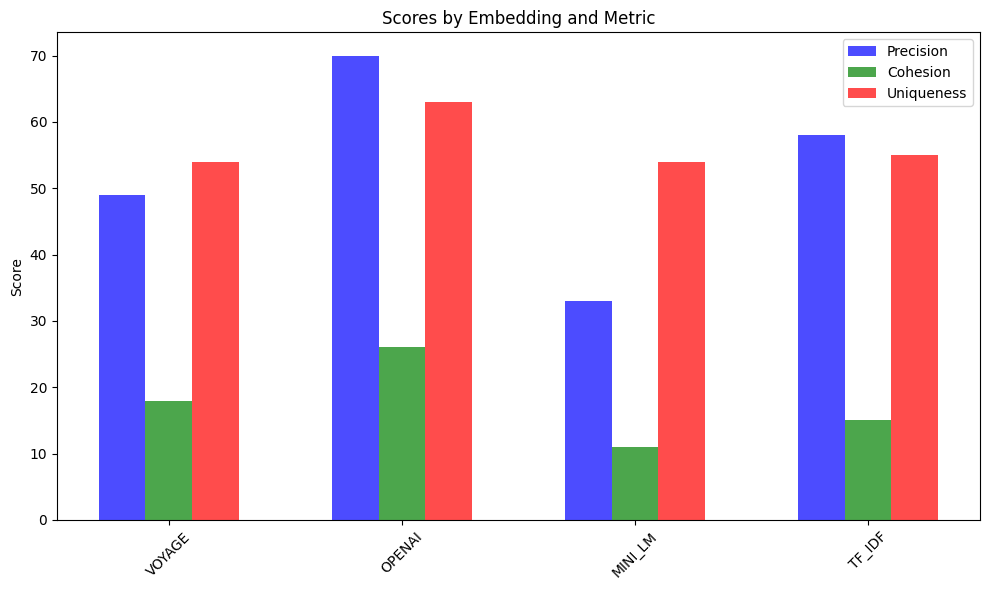 Scores by Embedding and Metric
Precision
Cohesion
Uniqueness
Score
70
60
50
40
30
20
10
0
VOYAGE
OPENAI
MINI_LM
TF_IDF